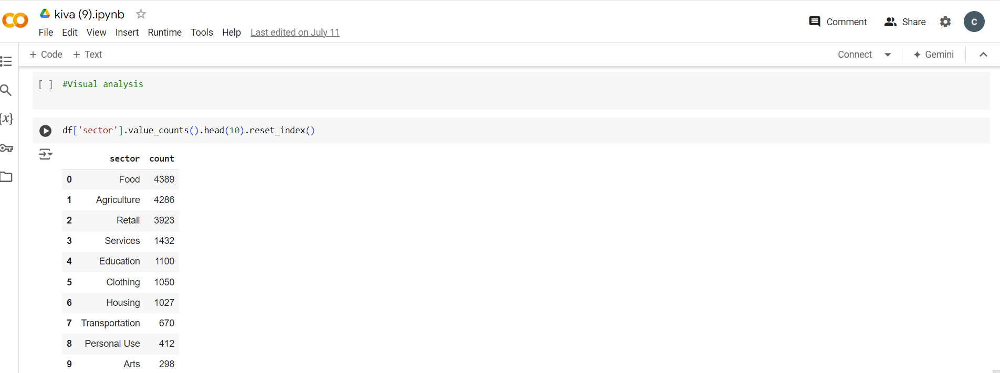 kiva (9).ipynb
File Edit View Insert Runtime Tools Help Last edited on July 11
Comment Share C
+ Code + Text Connect Gemini
[ ] #Visual analysis
{x}
df['sector'].value_counts().head(10).reset_index()
sector count
0 Food 4389
1 Agriculture 4286
2 Retail 3923
3 Services 1432
4 Education 1100
5 Clothing 1050
6 Housing 1027
7 Transportation 670
8 Personal Use 412
9 Arts 298